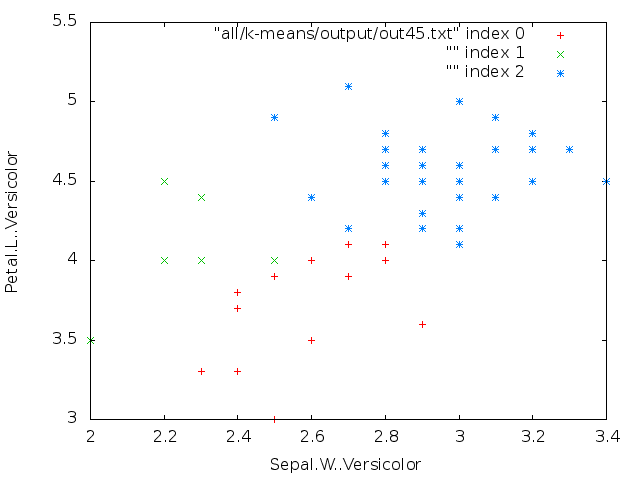 5.5
"all/k-means/output/out45.txt" index 0
"" index 1
"" index 2
5
4.5
4
3.5
3
2 2.2 2.4 2.6 2.8 3 3.2 3.4
Petal.L..Versicolor
Sepal.W..Versicolor